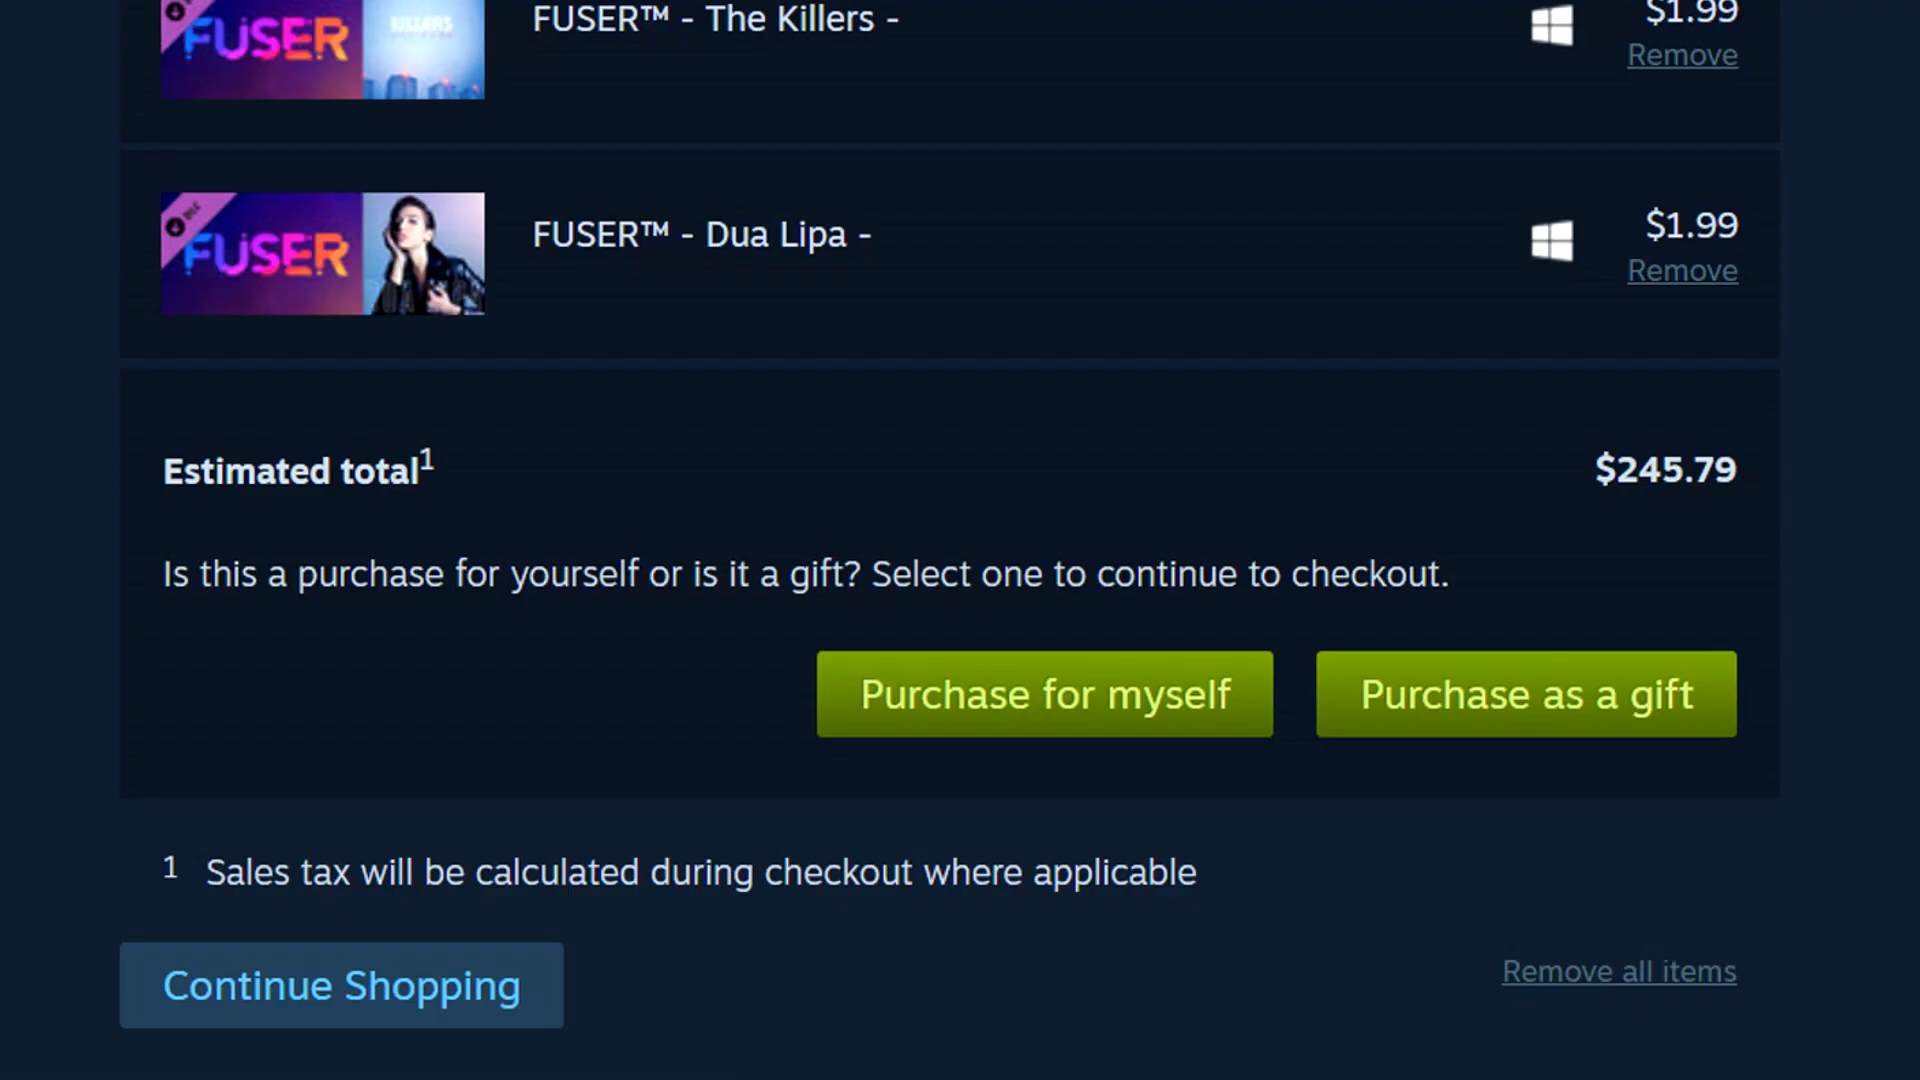 FUSER
KILLERS
FUSER™ - The Killers -
$1.99
Remove
DLC
FUSER
FUSER™ - Dua Lipa -
$1.99
Remove
Estimated total1
$245.79
Is this a purchase for yourself or is it a gift? Select one to continue to checkout.
Purchase for myself
Purchase as a gift
1 Sales tax will be calculated during checkout where applicable
Continue Shopping
Remove all items